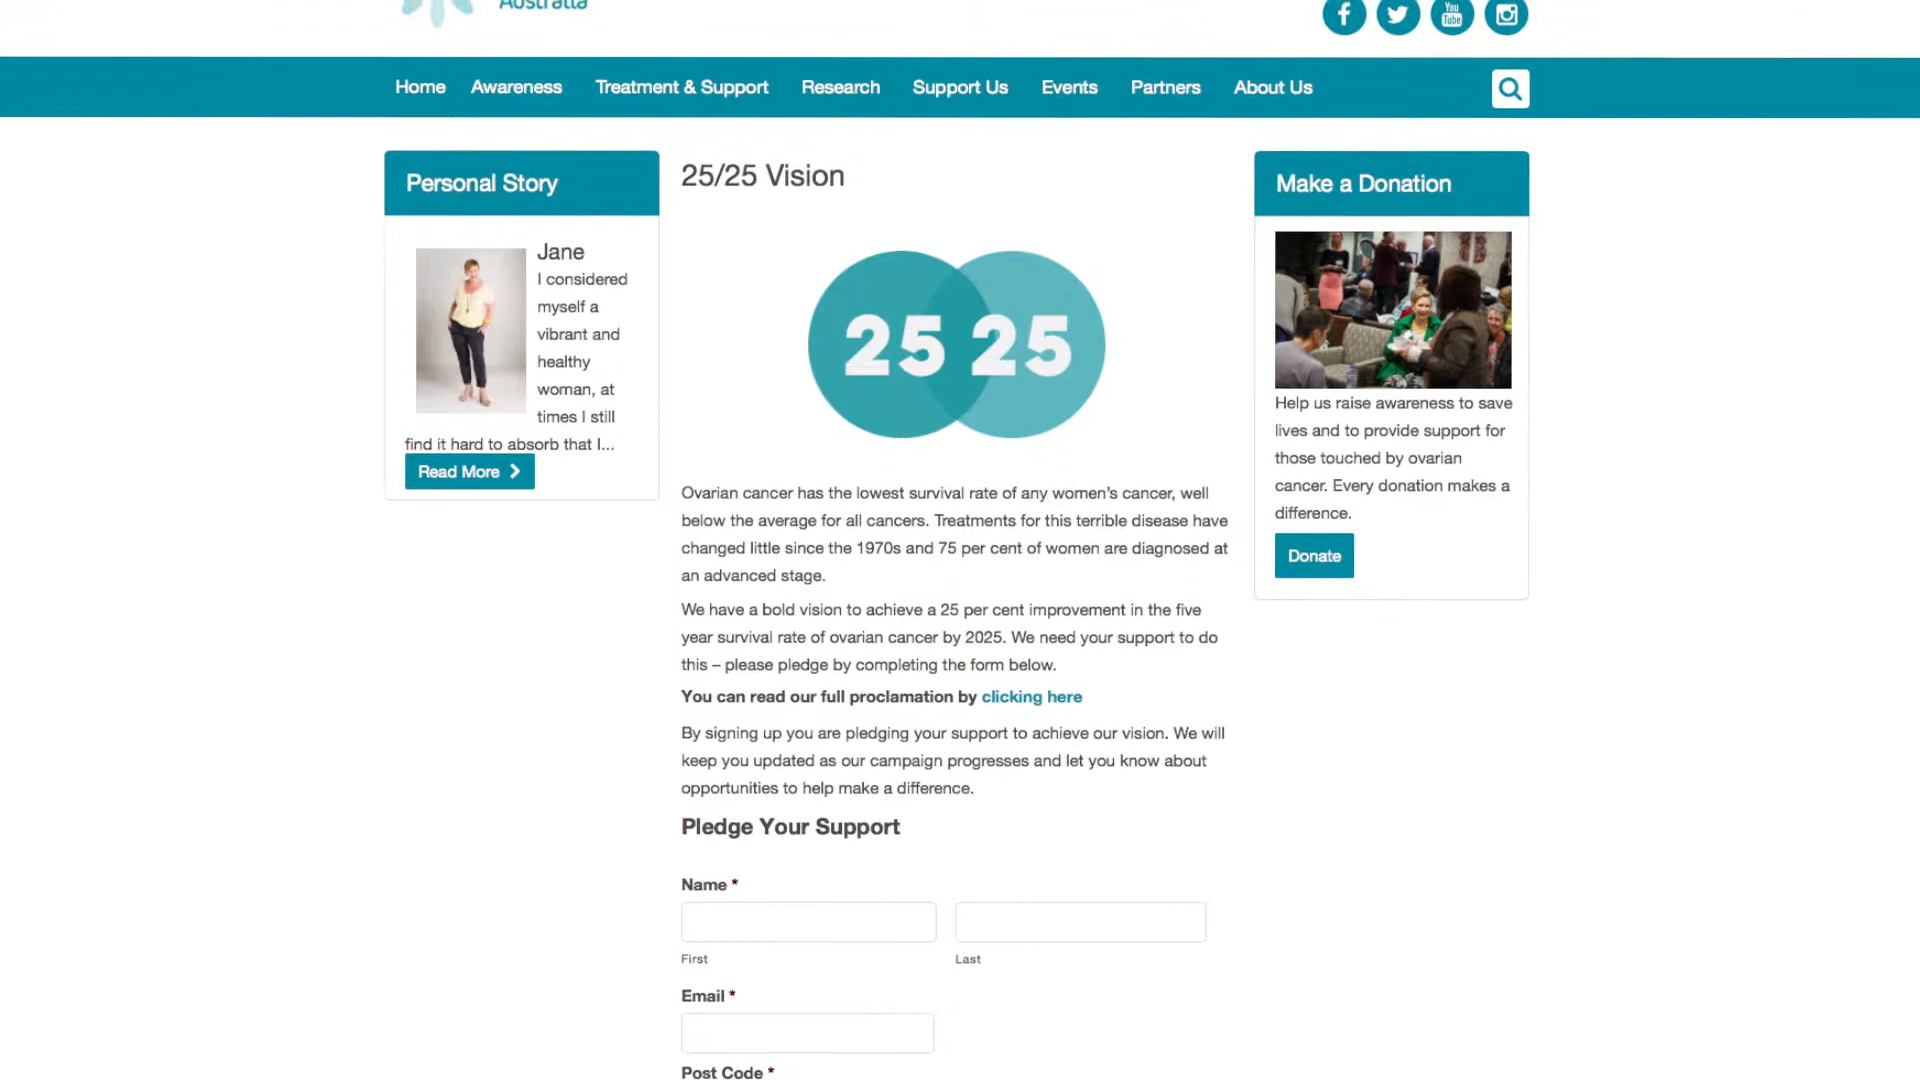 Australia
You
Tube
Home Awareness Treatment & Support Research Support Us Events Partners About Us
Personal Story
Jane
I considered
myself a
vibrant and
healthy
woman, at
times I still
find it hard to absorb that I...
Read More
25/25 Vision
25 25
Ovarian cancer has the lowest survival rate of any women’s cancer, well
below the average for all cancers. Treatments for this terrible disease have
changed little since the 1970s and 75 per cent of women are diagnosed at
an advanced stage.
We have a bold vision to achieve a 25 per cent improvement in the five
year survival rate of ovarian cancer by 2025. We need your support to do
this – please pledge by completing the form below.
You can read our full proclamation by clicking here
By signing up you are pledging your support to achieve our vision. We will
keep you updated as our campaign progresses and let you know about
opportunities to help make a difference.
Pledge Your Support
Name *
First Last
Email *
Post Code *
Make a Donation
Help us raise awareness to save
lives and to provide support for
those touched by ovarian
cancer. Every donation makes a
difference.
Donate